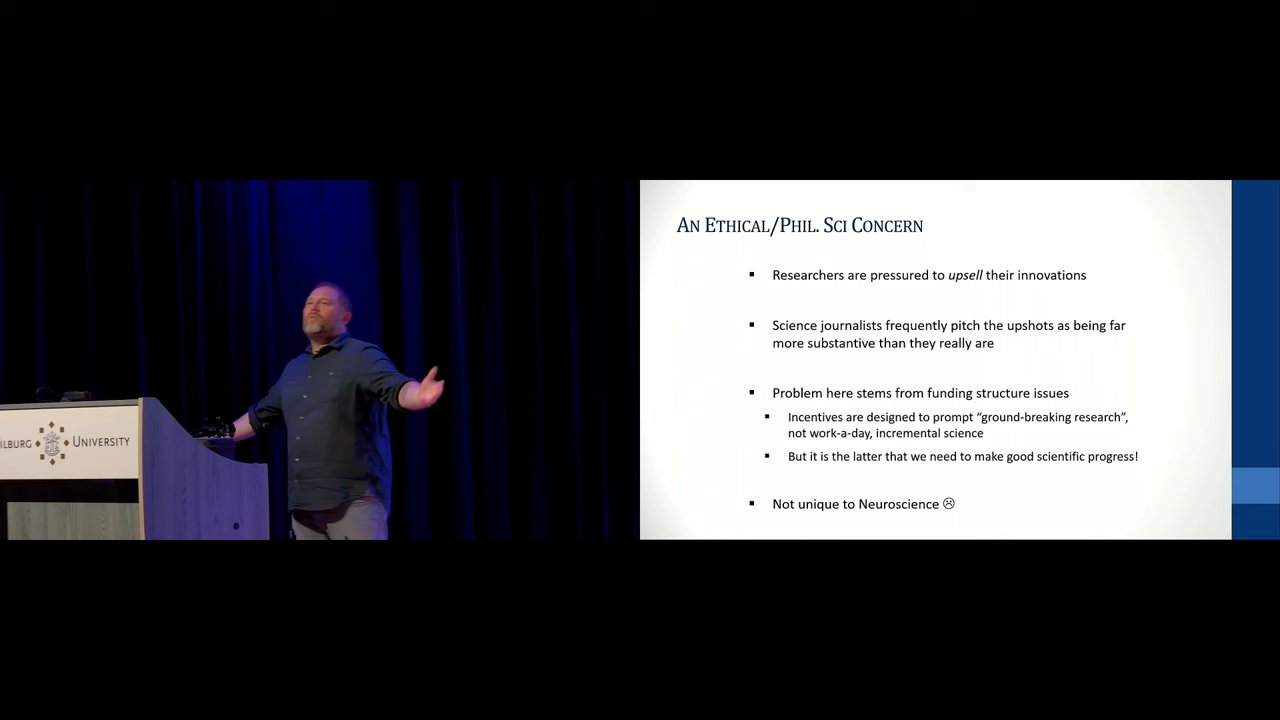 ILBURG UNIVERSITY
AN ETHICAL/PHIL. SCI CONCERN
▪ Researchers are pressured to upsell their innovations
▪ Science journalists frequently pitch the upshots as being far
more substantive than they really are
▪ Problem here stems from funding structure issues
▪ Incentives are designed to prompt “ground-breaking research”,
not work-a-day, incremental science
▪ But it is the latter that we need to make good scientific progress!
▪ Not unique to Neuroscience ☹